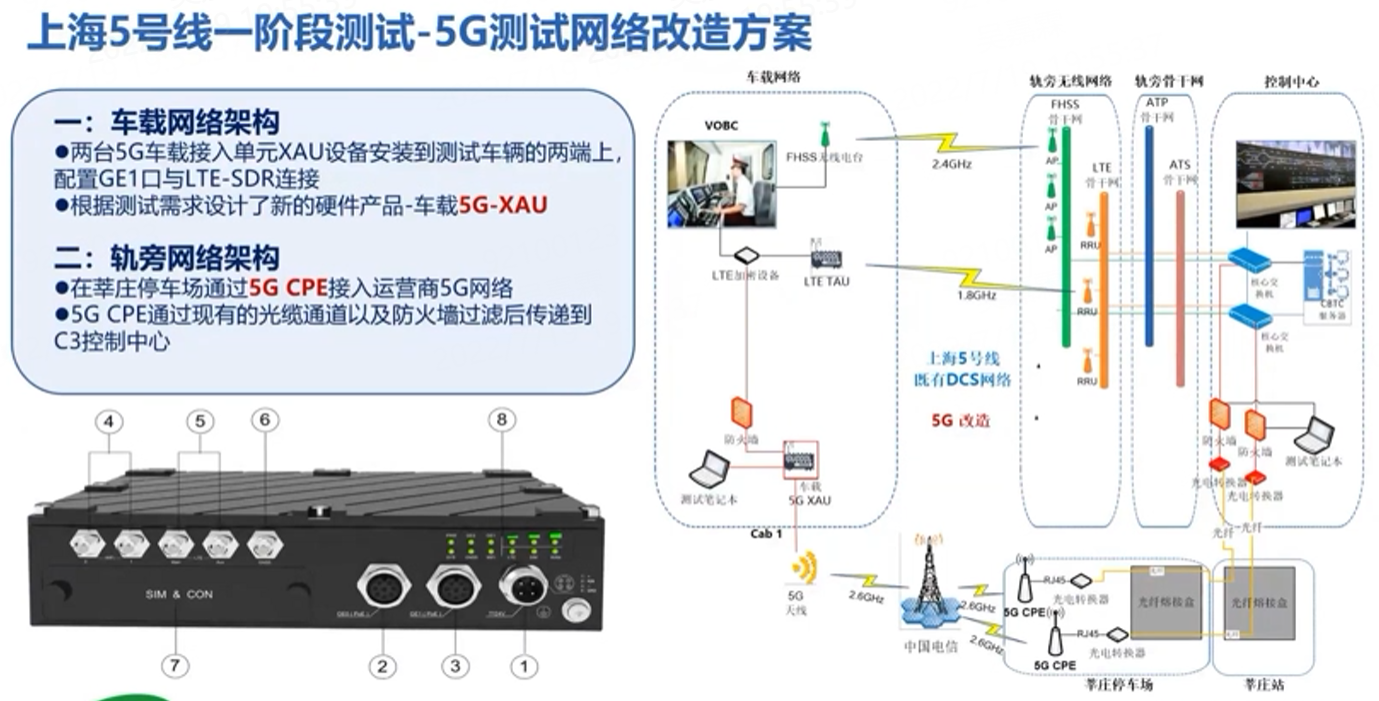 上海5号线一阶段测试-5G测试网络改造方案
一：车载网络架构
●两台5G车载接入单元XAU设备安装到测试车辆的两端上，
配置GE1口与LTE-SDR连接
●根据测试需求设计了新的硬件产品-车载5G-XAU
二：轨旁网络架构
●在莘庄停车场通过5G CPE接入运营商5G网络
●5G CPE通过现有的光缆通道以及防火墙过滤后传递到
C3控制中心
4
5
6
8
SIM & CON
7
2
3
1
车载网络
VOBC
FHSS无线电台
LTE加密设备
LTE TAU
防火墙
测试笔记本
车载
5G XAU
Cab 1
2.4GHz
1.8GHz
上海5号线
既有DCS网络
5G 改造
轨旁无线网络
FHSS
骨干网
AP
AP
AP
LTE
骨干网
RRU
RRU
RRU
轨旁骨干网
ATP
骨干网
ATS
骨干网
控制中心
核心交
换机
CBTC
服务器
核心交
换机
防火墙
防火墙
测试笔记本
光电转换器
光电转换器
光纤
光纤
5G
天线
2.6GHz
中国电信
2.6GHz
2.6GHz
5G CPE
RJ45
光电转换器
5G CPE
RJ45
光电转换器
光纤熔接盒
光纤熔接盒
莘庄停车场
莘庄站